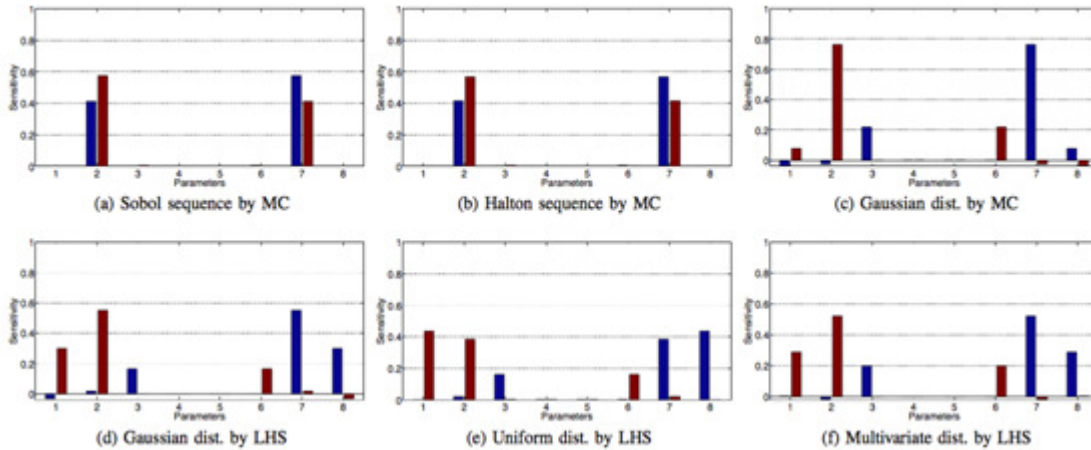 1
0.8
0.6
0.4
0.2
0
Sensitivity
1 2 3 4 5 6 7 8
Parameters
(a) Sobol sequence by MC
1
0.8
0.6
0.4
0.2
0
Sensitivity
1 2 3 4 5 6 7 8
Parameters
(b) Halton sequence by MC
1
0.8
0.6
0.4
0.2
0
Sensitivity
1 2 3 4 5 6 7 8
Parameters
(c) Gaussian dist. by MC
1
0.8
0.6
0.4
0.2
0
Sensitivity
1 2 3 4 5 6 7 8
Parameters
(d) Gaussian dist. by LHS
1
0.8
0.6
0.4
0.2
0
Sensitivity
1 2 3 4 5 6 7 8
Parameters
(e) Uniform dist. by LHS
1
0.8
0.6
0.4
0.2
0
Sensitivity
1 2 3 4 5 6 7 8
Parameters
(f) Multivariate dist. by LHS